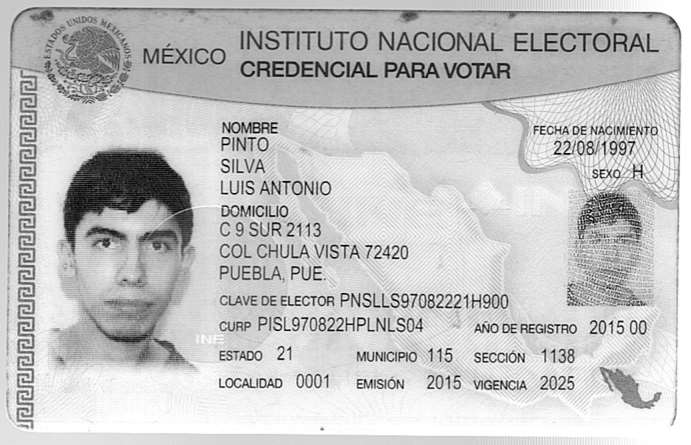 ESTADOS UNIDOS MEXICANOS
MÉXICO INSTITUTO NACIONAL ELECTORAL
CREDENCIAL PARA VOTAR
NOMBRE
PINTO
SILVA
LUIS ANTONIO
FECHA DE NACIMIENTO
22/08/1997
SEXO H
DOMICILIO
C 9 SUR 2113
COL CHULA VISTA 72420
PUEBLA, PUE.
CLAVE DE ELECTOR PNSLLS97082221H900
CURP PISL970822HPLNLS04 AÑO DE REGISTRO 2015 00
ESTADO 21 MUNICIPIO 115 SECCIÓN 1138
LOCALIDAD 0001 EMISIÓN 2015 VIGENCIA 2025
INE